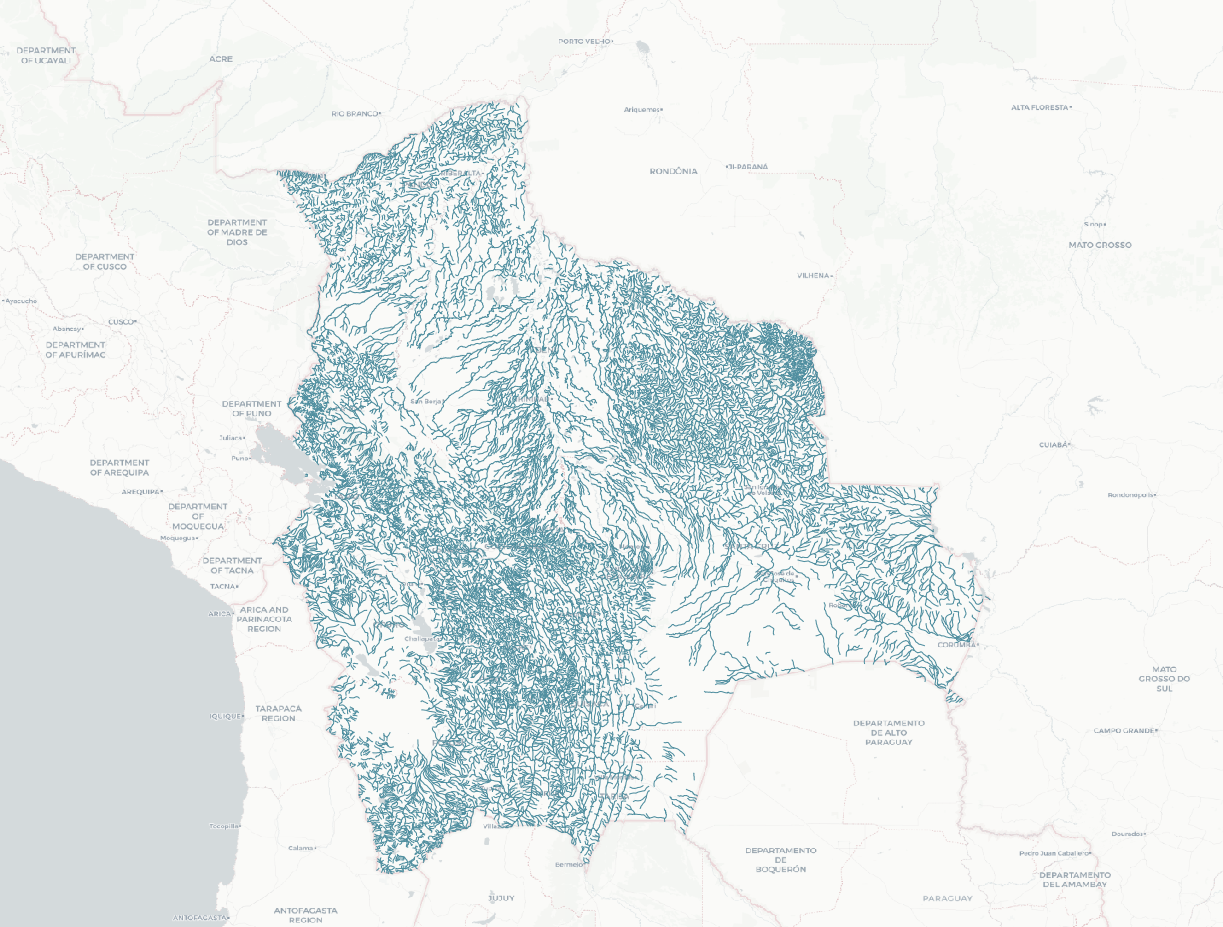 PORTO VELHO
DEPARTMENT
OF UCAYALI
ACRE
ALTA FLORESTA
Ariquemes
RIO BRANCO
JI-PARANÁ
RONDÔNIA
DEPARTMENT
OF MADRE DE
DIOS
Sinop
MATO GROSSO
DEPARTMENT
OF CUSCO
VILHENA
Ayacucho
CUSCO
Abancay
DEPARTMENT
OF APURÍMAC
San Borja
TRINIDAD
DEPARTMENT
OF PUNO
Juliaca
CUIABÁ
Puno
DEPARTMENT
OF AREQUIPA
AREQUIPA
Rondonópolis
DEPARTMENT
OF
MOQUEGUA
Moquegua
DEPARTMENT
OF TACNA
TACNA
ARICA
ARICA AND
PARINACOTA
REGION
Challapata
CORUMBÁ
MATO
GROSSO DO
SUL
IQUIQUE
TARAPACÁ
REGION
DEPARTAMENTO
DE ALTO
PARAGUAY
CAMPO GRANDE
TARIJA
Tocopilla
Dourados
Calama
DEPARTAMENTO
DE
BOQUERÓN
Pedro Juan Caballero
Bermejo
DEPARTAMENTO
DEL AMAMBAY
JUJUY
PARAGUAY
ANTOFAGASTA
ANTOFAGASTA
REGION